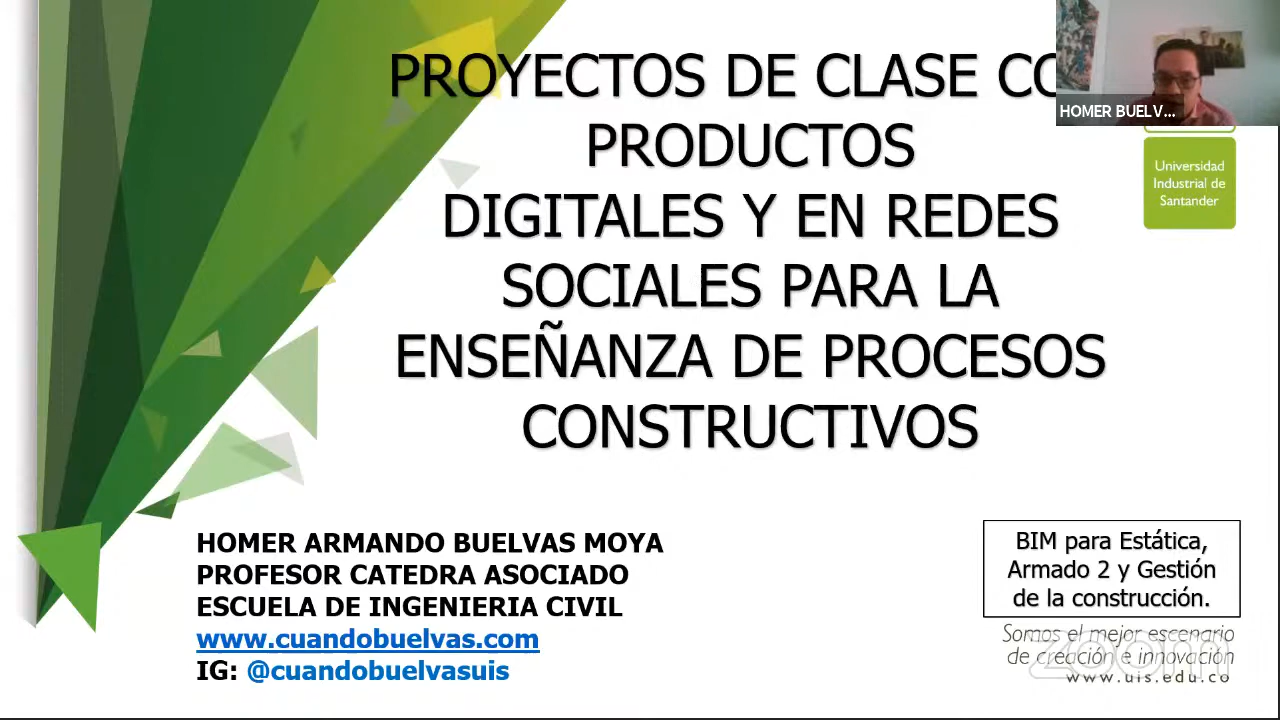 PROYECTOS DE CLASE CO
PRODUCTOS
DIGITALES Y EN REDES
SOCIALES PARA LA
ENSEÑANZA DE PROCESOS
CONSTRUCTIVOS
HOMER BUELV...
Universidad
Industrial de
Santander
HOMER ARMANDO BUELVAS MOYA
PROFESOR CATEDRA ASOCIADO
ESCUELA DE INGENIERIA CIVIL
www.cuandobuelvas.com
IG: @cuandobuelvasuis
BIM para Estática,
Armado 2 y Gestión
de la construcción.
Somos el mejor escenario
de creación e innovación
www.uis.edu.co
zoom